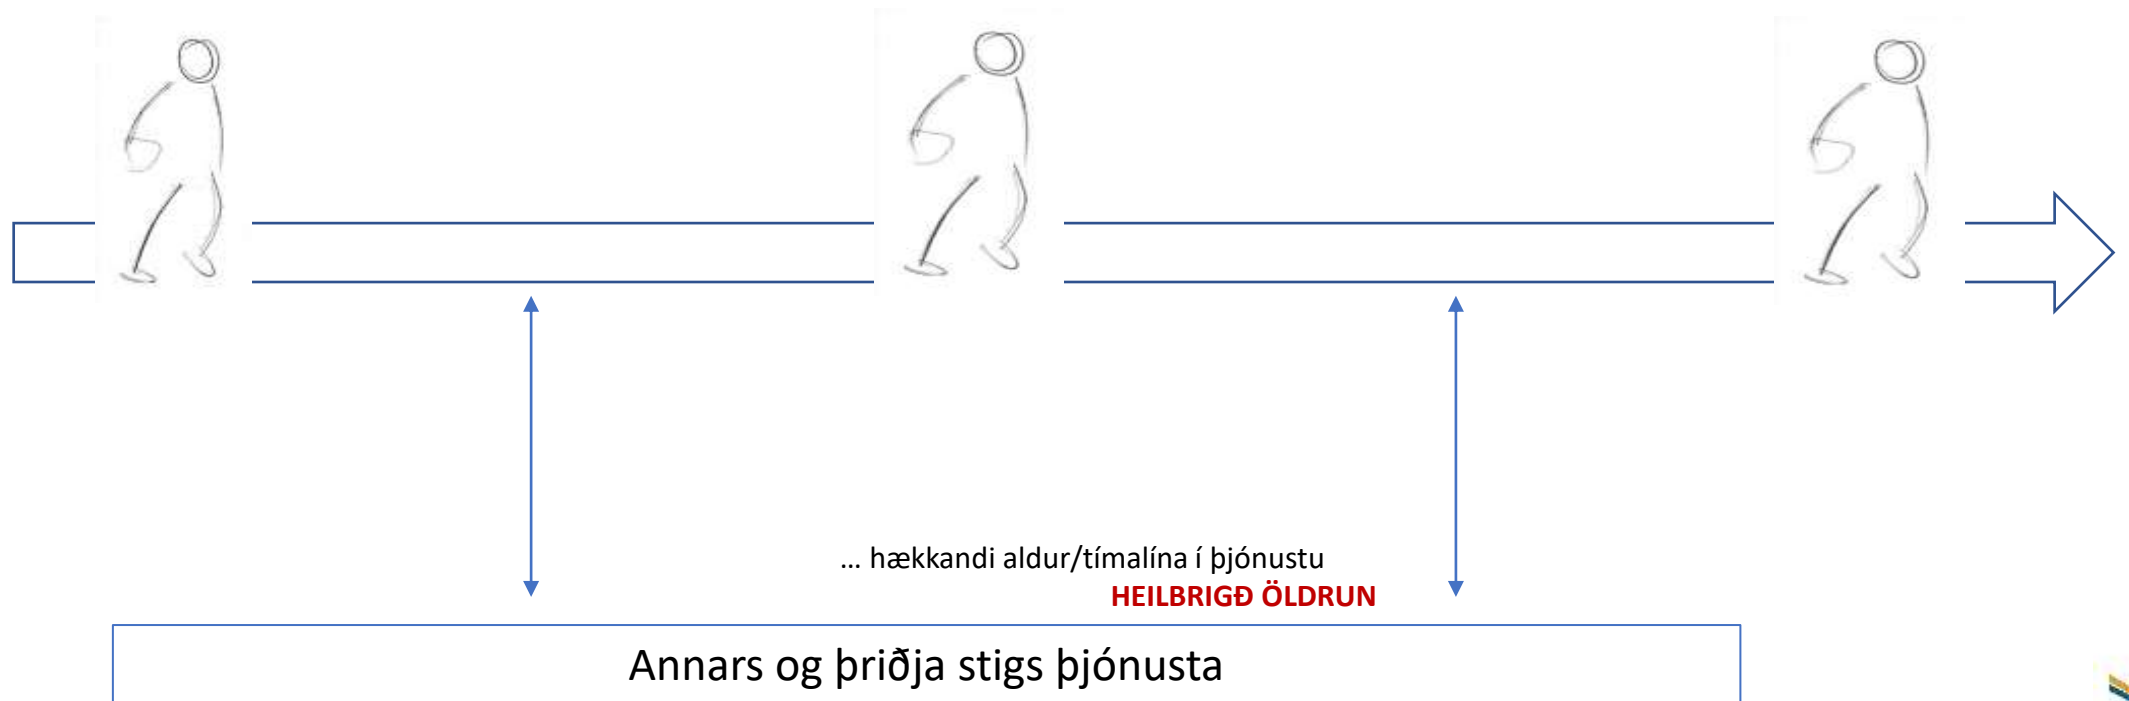 … hækkandi aldur/tímalína í þjónustu
HEILBRIGÐ ÖLDRUN
Annars og þriðja stigs þjónusta